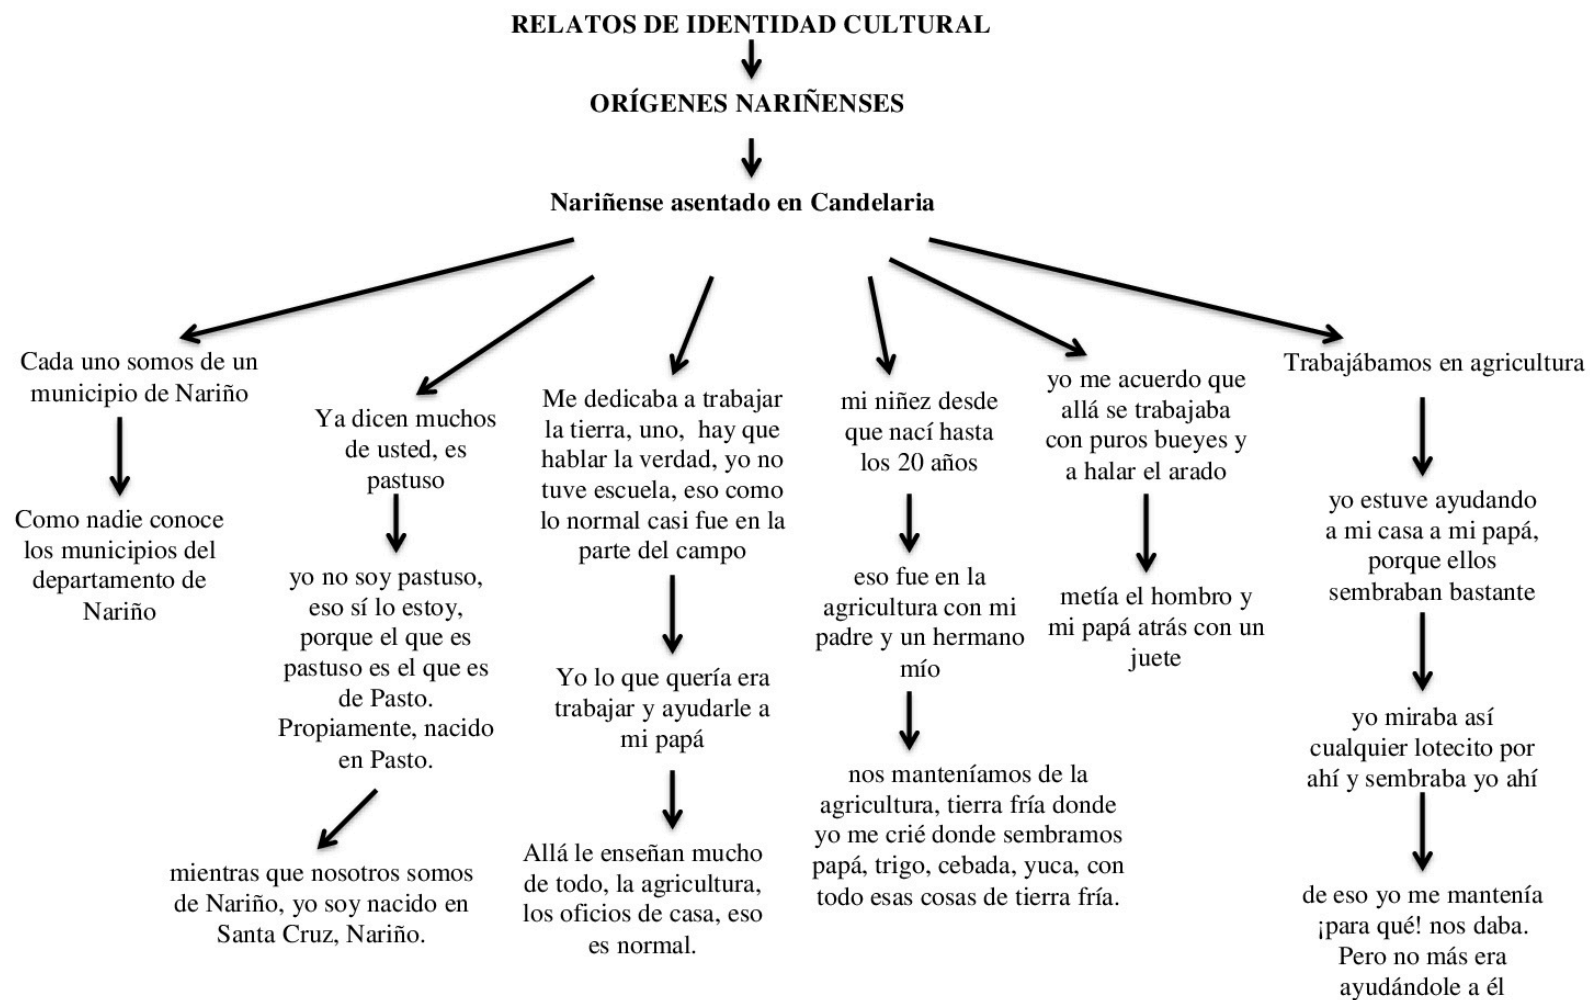 RELATOS DE IDENTIDAD CULTURAL
ORÍGENES NARIÑENSES
Nariñense asentado en Candelaria
Cada uno somos de un
municipio de Nariño
Como nadie conoce
los municipios del
departamento de
Nariño
Ya dicen muchos
de usted, es
pastuso
yo no soy pastuso,
eso sí lo estoy,
porque el que es
pastuso es el que es
de Pasto.
Propiamente, nacido
en Pasto.
mientras que nosotros somos
de Nariño, yo soy nacido en
Santa Cruz, Nariño.
Me dedicaba a trabajar
la tierra, uno, hay que
hablar la verdad, yo no
tuve escuela, eso como
lo normal casi fue en la
parte del campo
Yo lo que quería era
trabajar y ayudarle a
mi papá
Allá le enseñan mucho
de todo, la agricultura,
los oficios de casa, eso
es normal.
mi niñez desde
que nací hasta
los 20 años
eso fue en la
agricultura con mi
padre y un hermano
mío
nos manteníamos de la
agricultura, tierra fría donde
yo me crié donde sembramos
papá, trigo, cebada, yuca, con
todo esas cosas de tierra fría.
yo me acuerdo que
allá se trabajaba
con puros bueyes y
a halar el arado
metía el hombro y
mi papá atrás con un
juete
Trabajábamos en agricultura
yo estuve ayudando
a mi casa a mi papá,
porque ellos
sembraban bastante
yo miraba así
cualquier lotecito por
ahí y sembraba yo ahí
de eso yo me mantenía
¡para qué! nos daba.
Pero no más era
ayudándole a él